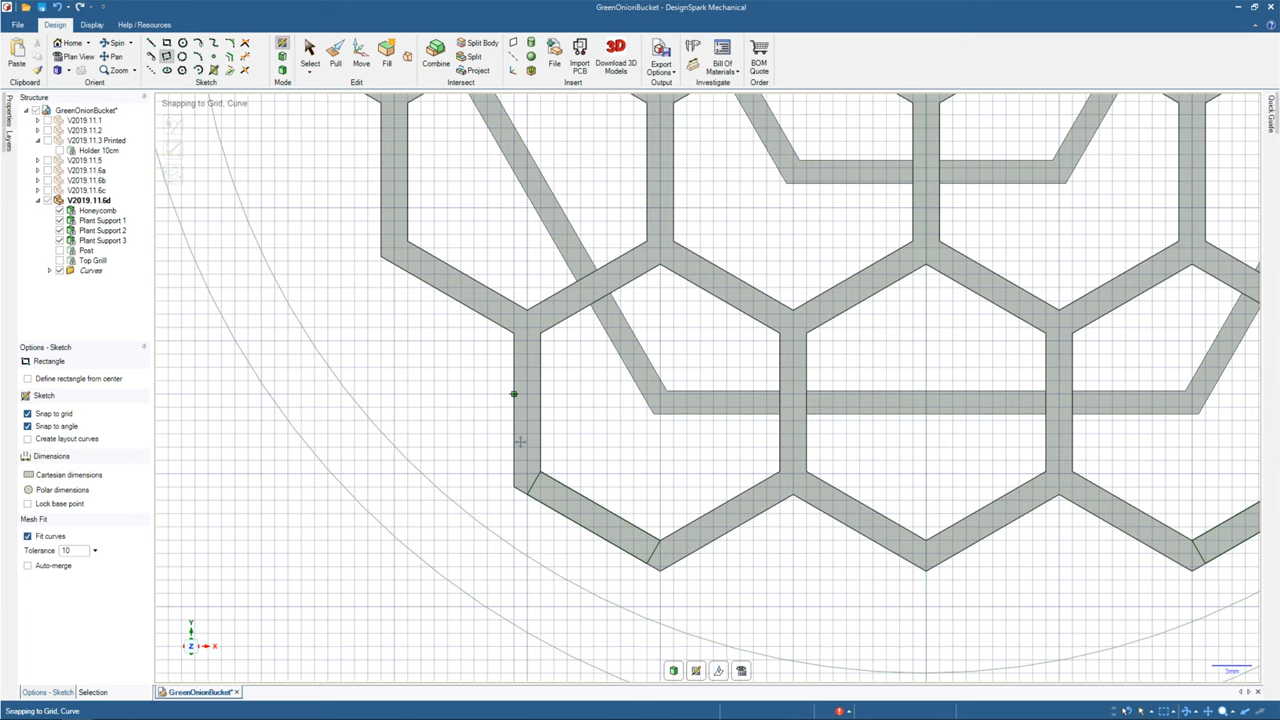 GreenOnionBucket - DesignSpark Mechanical
File
Design
Display
Help / Resources
Paste
Clipboard
Home
Spin
Plan View
Pan
Zoom
Orient
Sketch
Mode
Select
Pull
Move
Fill
Edit
Combine
Split Body
Split
Project
Intersect
File
Import PCB
3D
Download 3D Models
Insert
Export Options
Output
Bill Of Materials
Investigate
BOM Quote
Order
Structure
Properties
Layers
Quick Guide
GreenOnionBucket*
V2019.11.1
V2019.11.2
V2019.11.3 Printed
Holder 10cm
V2019.11.5
V2019.11.6a
V2019.11.6b
V2019.11.6c
V2019.11.6d
Honeycomb
Plant Support 1
Plant Support 2
Plant Support 3
Post
Top Grill
Curves
Snapping to Grid, Curve
Options - Sketch
Rectangle
Define rectangle from center
Sketch
Snap to grid
Snap to angle
Create layout curves
Dimensions
Cartesian dimensions
Polar dimensions
Lock base point
Mesh Fit
Fit curves
Tolerance 10
Auto-merge
Y
Z
X
5mm
Options - Sketch
Selection
GreenOnionBucket*
Snapping to Grid, Curve